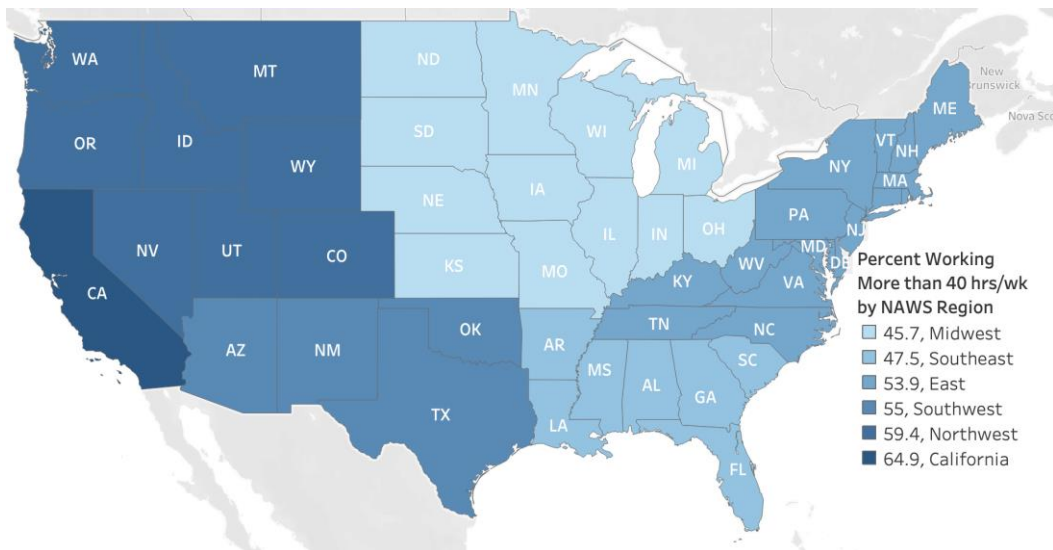 WA
MT
ND
MN
ME
New
Brunswick
Nova Sco
OR
ID
SD
WI
VT
NH
WY
MI
NY
MA
NE
IA
PA
NV
UT
CO
IL
IN
OH
NJ
MD
DE
KS
MO
WV
VA
KY
CA
AZ
NM
OK
AR
TN
NC
SC
MS
AL
GA
TX
LA
FL
Percent Working
More than 40 hrs/wk
by NAWS Region
45.7, Midwest
47.5, Southeast
53.9, East
55, Southwest
59.4, Northwest
64.9, California